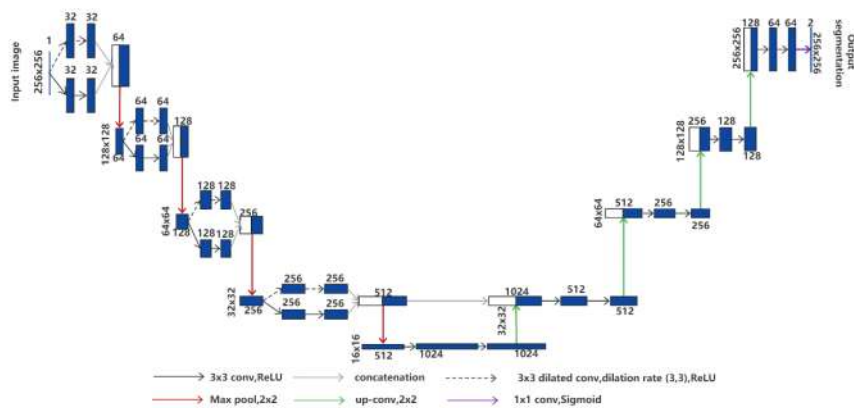 Input image
256x256
1
32 32
32 32
64
128x128
64
64 64
64 64
128
64x64
128
128 128
128 128
256
32x32
256
256 256
256 256
512
16x16
512
1024
1024
32x32
1024
512
512
64x64
512
256
256
128x128
256
128
128
256x256
128
64
64
2
256x256
Output
segmentation
3x3 conv,ReLU
concatenation
3x3 dilated conv,dilation rate (3,3),ReLU
Max pool,2x2
up-conv,2x2
1x1 conv,Sigmoid